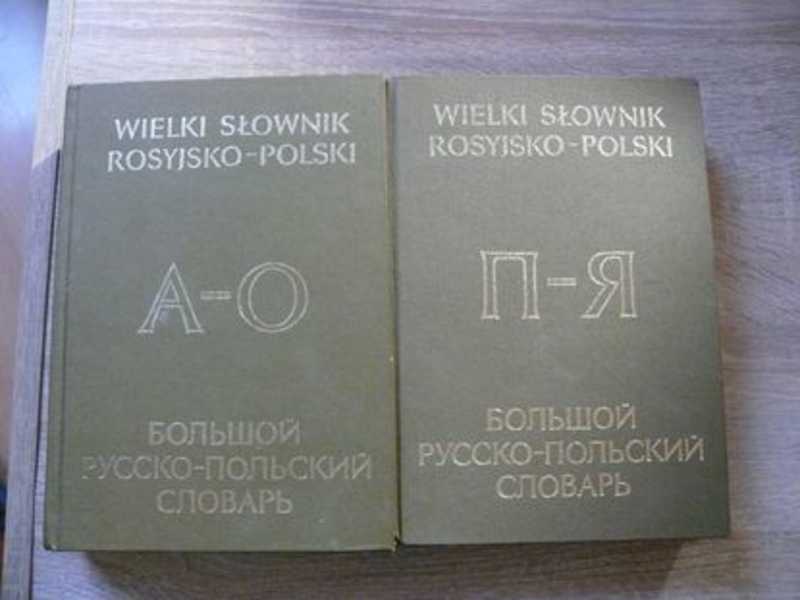 WIELKI SŁOWNIK
ROSYJSKO-POLSKI
А-О
БОЛЬШОЙ
РУССКО-ПОЛЬСКИЙ
СЛОВАРЬ
WIELKI SŁOWNIK
ROSYJSKO-POLSKI
П-Я
БОЛЬШОЙ
РУССКО-ПОЛЬСКИЙ
СЛОВАРЬ